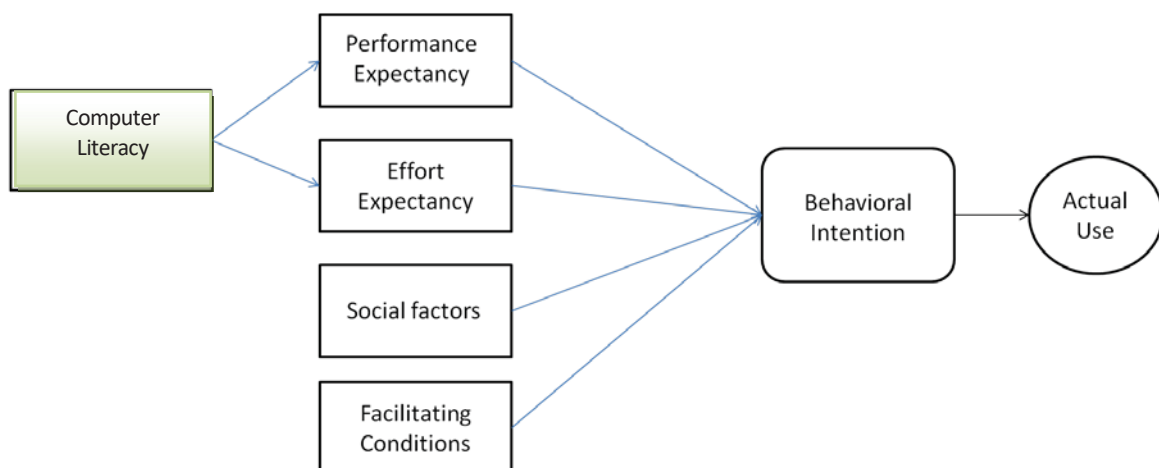 Computer
Literacy
Performance
Expectancy
Effort
Expectancy
Social factors
Facilitating
Conditions
Behavioral
Intention
Actual
Use